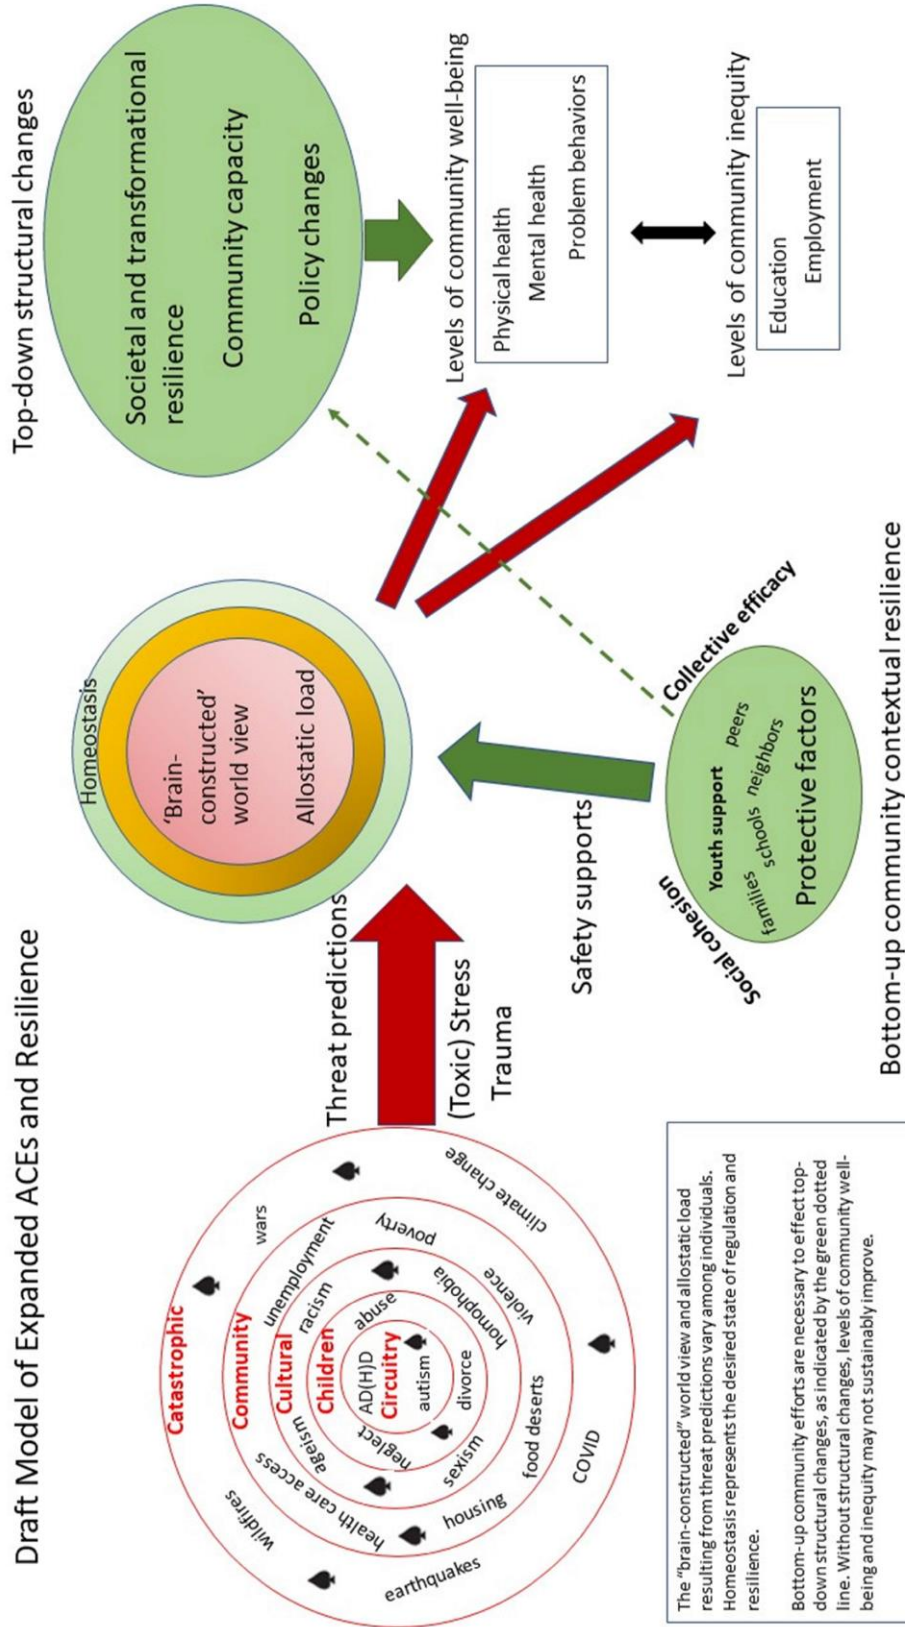 Draft Model of Expanded ACEs and Resilience
Catastrophic
wars
climate change
COVID
earthquakes
wildfires
Community
unemployment
poverty
violence
food deserts
housing
health care access
Cultural
racism
homophobia
sexism
ageism
Children
abuse
divorce
neglect
AD(H)D
Circuitry
autism
Threat predictions
(Toxic) Stress
Trauma
Homeostasis
‘Brain-
constructed’
world view
Allostatic load
Safety supports
Social cohesion
Collective efficacy
Youth support
families schools neighbors peers
Protective factors
Bottom-up community contextual resilience
Top-down structural changes
Societal and transformational
resilience
Community capacity
Policy changes
Levels of community well-being
Physical health
Mental health
Problem behaviors
Levels of community inequity
Education
Employment
The “brain-constructed” world view and allostatic load
resulting from threat predictions vary among individuals.
Homeostasis represents the desired state of regulation and
resilience.
Bottom-up community efforts are necessary to effect top-
down structural changes, as indicated by the green dotted
line. Without structural changes, levels of community well-
being and inequity may not sustainably improve.